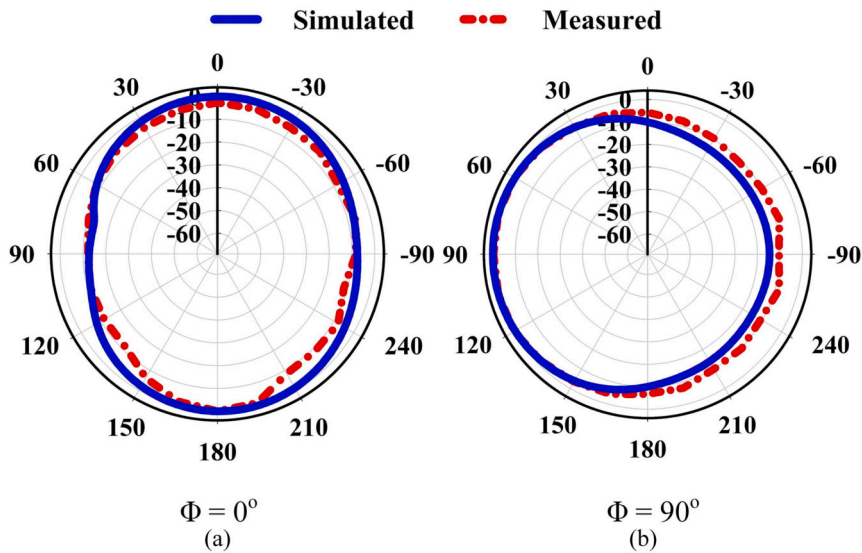 Simulated Measured
0 0
30 -30 30 -30
0 0
-10 -10
60 -20 -60 60 -20 -60
-30 -30
-40 -40
-50 -50
-60 -60
90 -90 90 -90
120 240 120 240
150 210 150 210
180 180
Φ = 0º Φ = 90º
(a) (b)